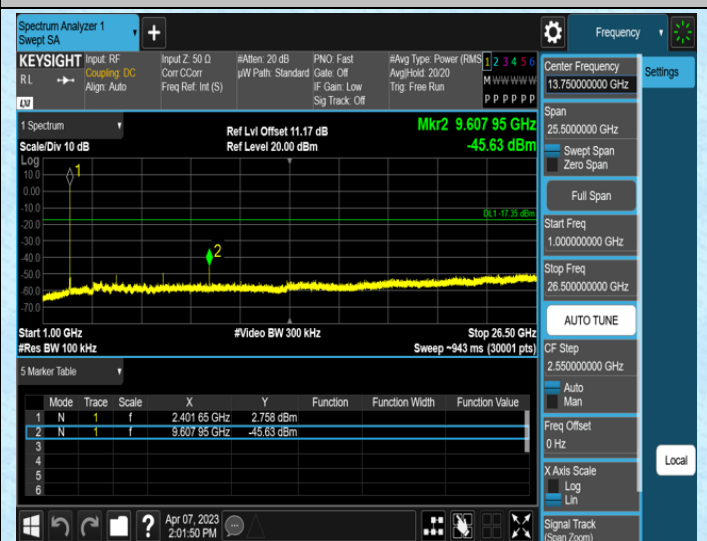 Spectrum Analyzer 1
Swept SA
+
Frequency
KEYSIGHT
RL
LXI
Input: RF
Coupling: DC
Align: Auto
Input Z: 50 Ω
Corr CCorr
Freq Ref: Int (S)
#Atten: 20 dB
µW Path: Standard
PNO: Fast
Gate: Off
IF Gain: Low
Sig Track: Off
#Avg Type: Power (RMS
Avg|Hold: 20/20
Trig: Free Run
1 2 3 4 5 6
M W W W W W
P P P P P P
1 Spectrum
Scale/Div 10 dB
Ref Lvl Offset 11.17 dB
Ref Level 20.00 dBm
Mkr2 9.607 95 GHz
-45.63 dBm
Log
10.0
0.00
-10.0
-20.0
-30.0
-40.0
-50.0
-60.0
-70.0
1
2
DL1 -17.35 dBm
Start 1.00 GHz
#Res BW 100 kHz
#Video BW 300 kHz
Stop 26.50 GHz
Sweep ~943 ms (30001 pts)
5 Marker Table
Mode Trace Scale X Y Function Function Width Function Value
1 N 1 f 2.401 65 GHz 2.758 dBm
2 N 1 f 9.607 95 GHz -45.63 dBm
3
4
5
6
Apr 07, 2023
2:01:50 PM
Center Frequency
13.750000000 GHz
Settings
Span
25.5000000 GHz
Swept Span
Zero Span
Full Span
Start Freq
1.000000000 GHz
Stop Freq
26.500000000 GHz
AUTO TUNE
CF Step
2.550000000 GHz
Auto
Man
Freq Offset
0 Hz
X Axis Scale
Log
Lin
Signal Track
(Span Zoom)
Local